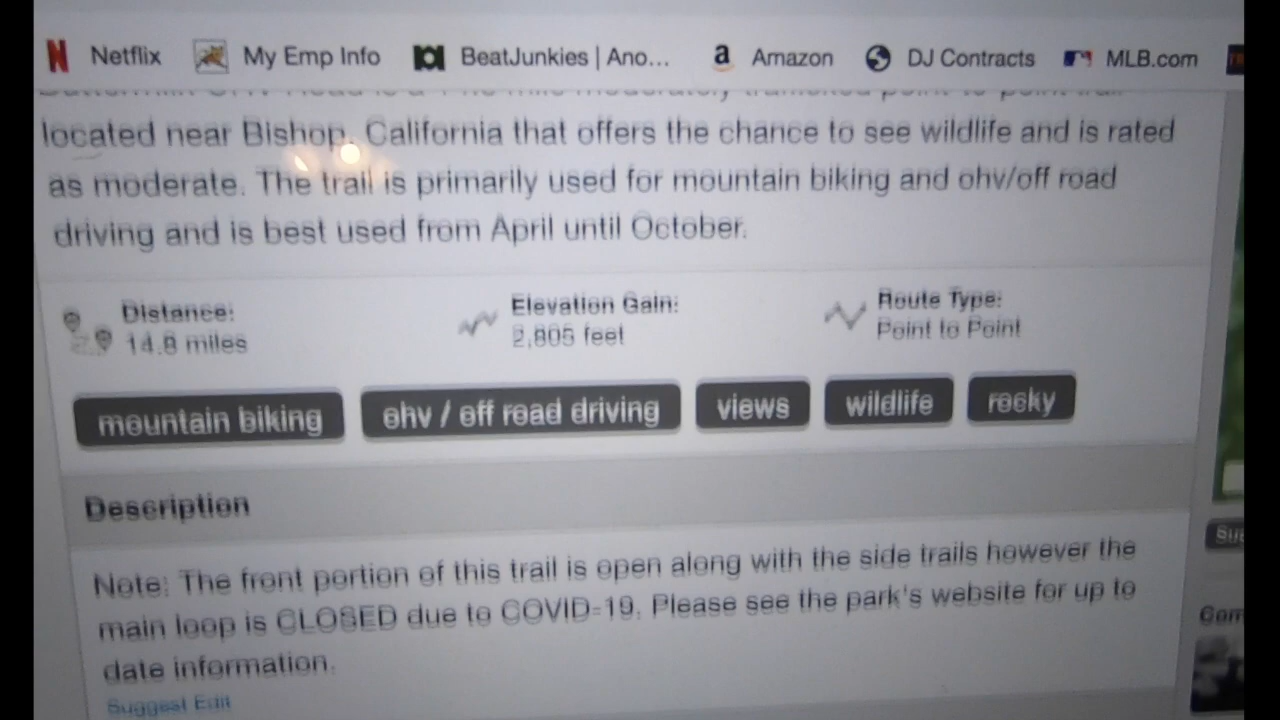 Netflix My Emp Info BeatJunkies | Ano... a Amazon DJ Contracts MLB.com
located near Bishop, California that offers the chance to see wildlife and is rated
as moderate. The trail is primarily used for mountain biking and ohv/off road
driving and is best used from April until October.
Distance: Elevation Gain: Route Type:
14.8 miles 2,805 feet Point to Point
mountain biking ohv / off road driving views wildlife rocky
Description
Note: The front portion of this trail is open along with the side trails however the
main loop is CLOSED due to COVID-19. Please see the park's website for up to
date information.
Suggest Edit